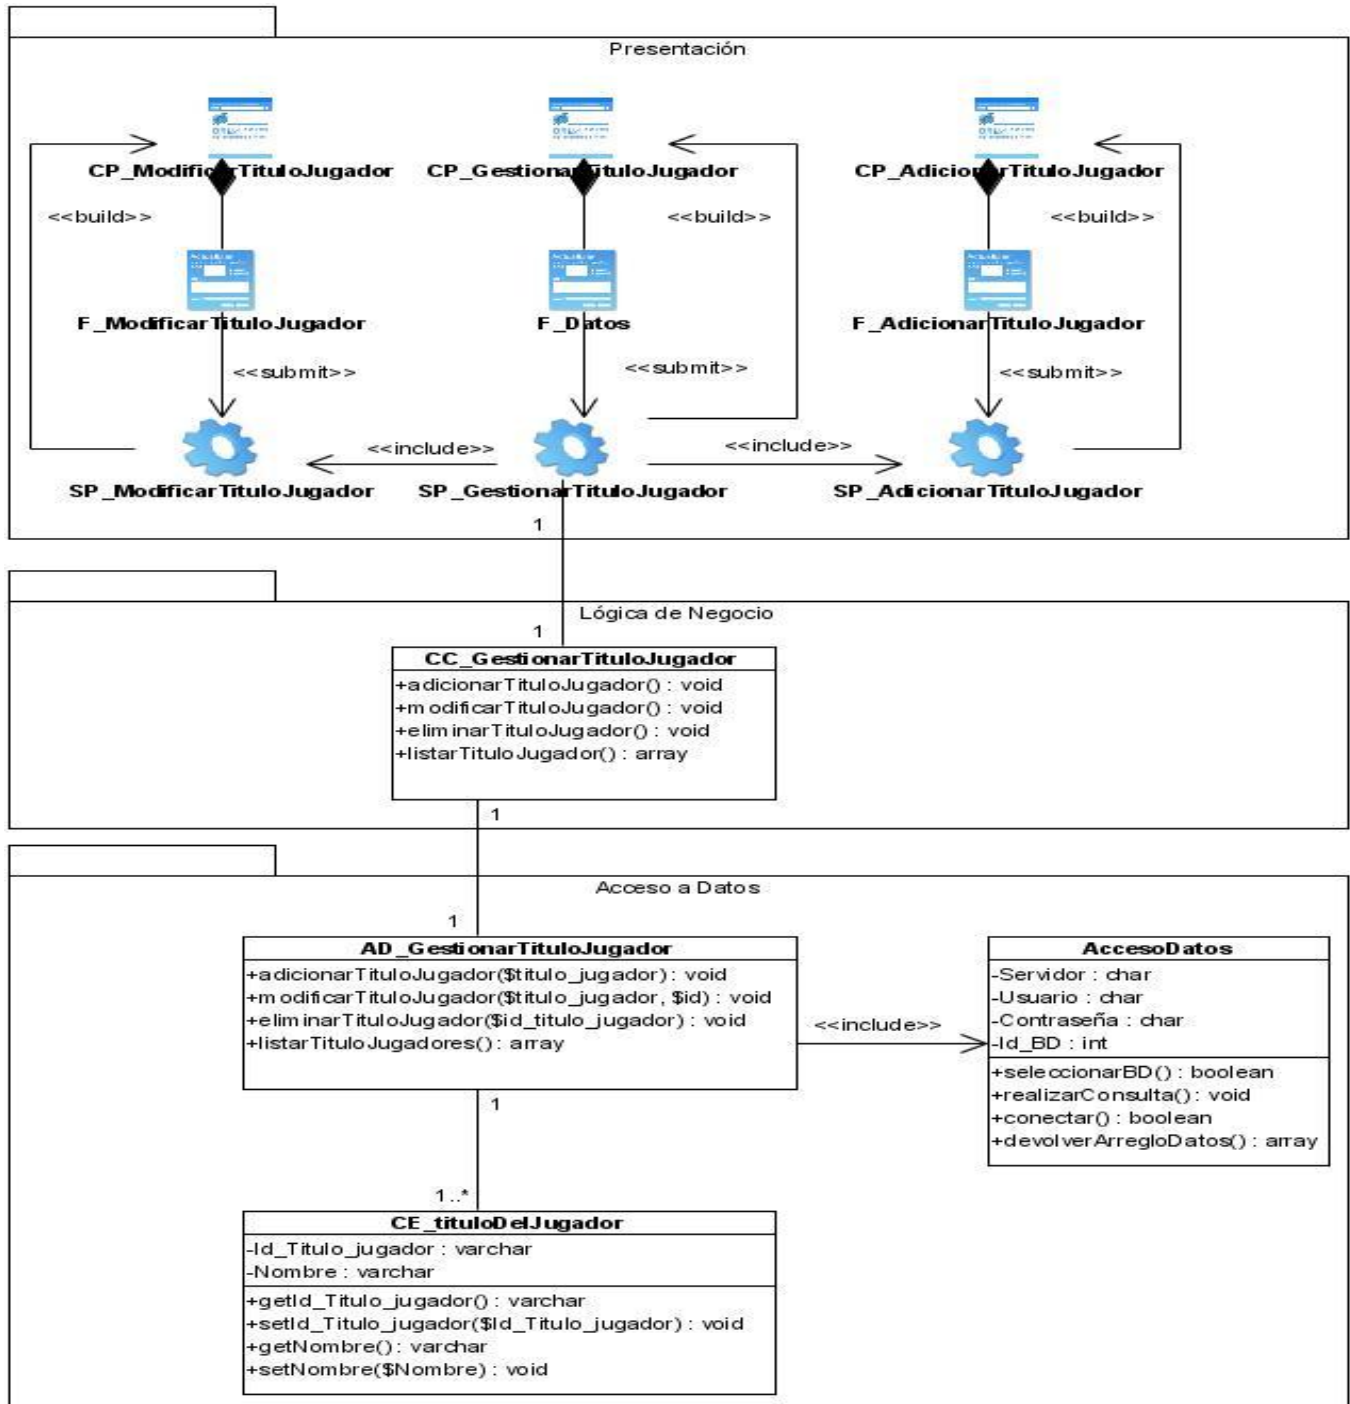 Presentación
CP_ModificarTituloJugador
CP_GestionarTituloJugador
CP_AdicionarTituloJugador
<<build>>
<<build>>
<<build>>
F_ModificarTituloJugador
F_Datos
F_AdicionarTituloJugador
<<submit>>
<<submit>>
<<submit>>
<<include>>
<<include>>
SP_ModificarTituloJugador
SP_GestionarTituloJugador
SP_AdicionarTituloJugador
1
Lógica de Negocio
1
CC_GestionarTituloJugador
+adicionarTituloJugador() : void
+modificarTituloJugador() : void
+eliminarTituloJugador() : void
+listarTituloJugador() : array
1
Acceso a Datos
1
AD_GestionarTituloJugador
+adicionarTituloJugador($titulo_jugador) : void
+modificarTituloJugador($titulo_jugador, $id) : void
+eliminarTituloJugador($id_titulo_jugador) : void
+listarTituloJugadores() : array
<<include>>
AccesoDatos
-Servidor : char
-Usuario : char
-Contraseña : char
-Id_BD : int
+seleccionarBD() : boolean
+realizarConsulta() : void
+conectar() : boolean
+devolverArregloDatos() : array
1
1..*
CE_tituloDelJugador
-Id_Titulo_jugador : varchar
-Nombre : varchar
+getId_Titulo_jugador() : varchar
+setId_Titulo_jugador($Id_Titulo_jugador) : void
+getNombre() : varchar
+setNombre($Nombre) : void